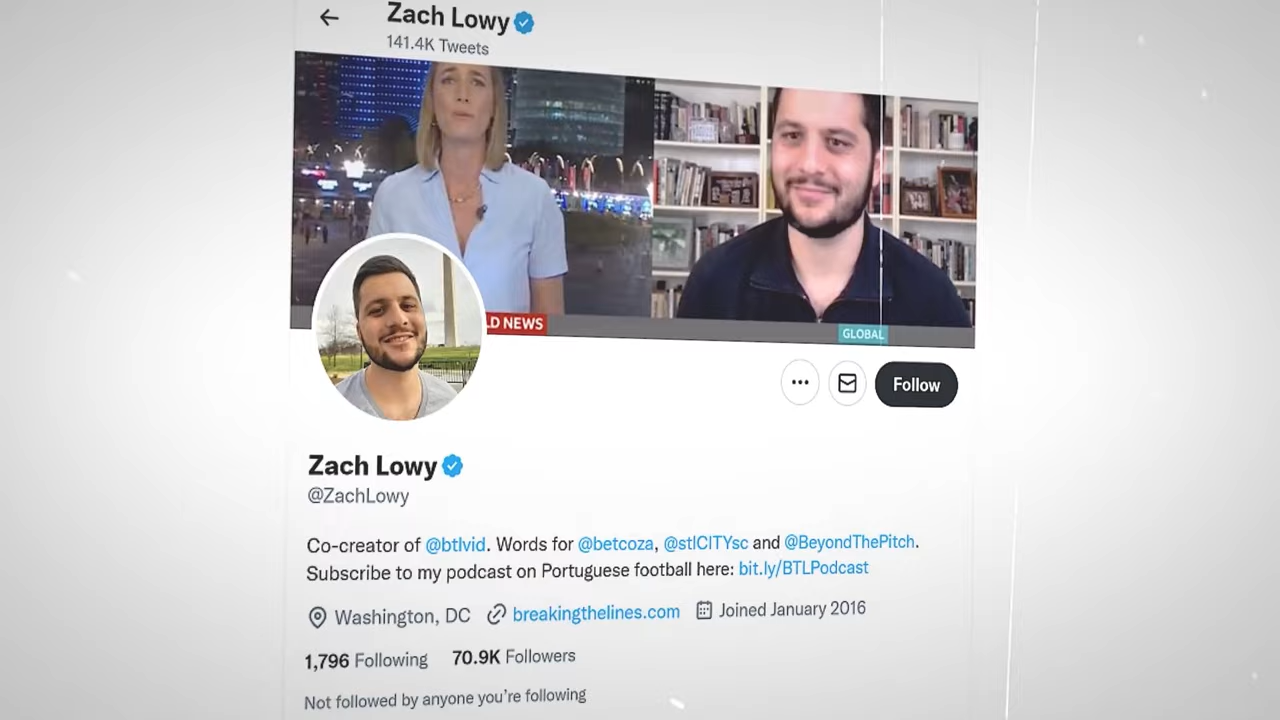 Zach Lowy
141.4K Tweets
LD NEWS
GLOBAL
Follow
Zach Lowy
@ZachLowy
Co-creator of @btlvid. Words for @betcoza, @stlCITYsc and @BeyondThePitch.
Subscribe to my podcast on Portuguese football here: bit.ly/BTLPodcast
Washington, DC breakingthelines.com Joined January 2016
1,796 Following 70.9K Followers
Not followed by anyone you're following